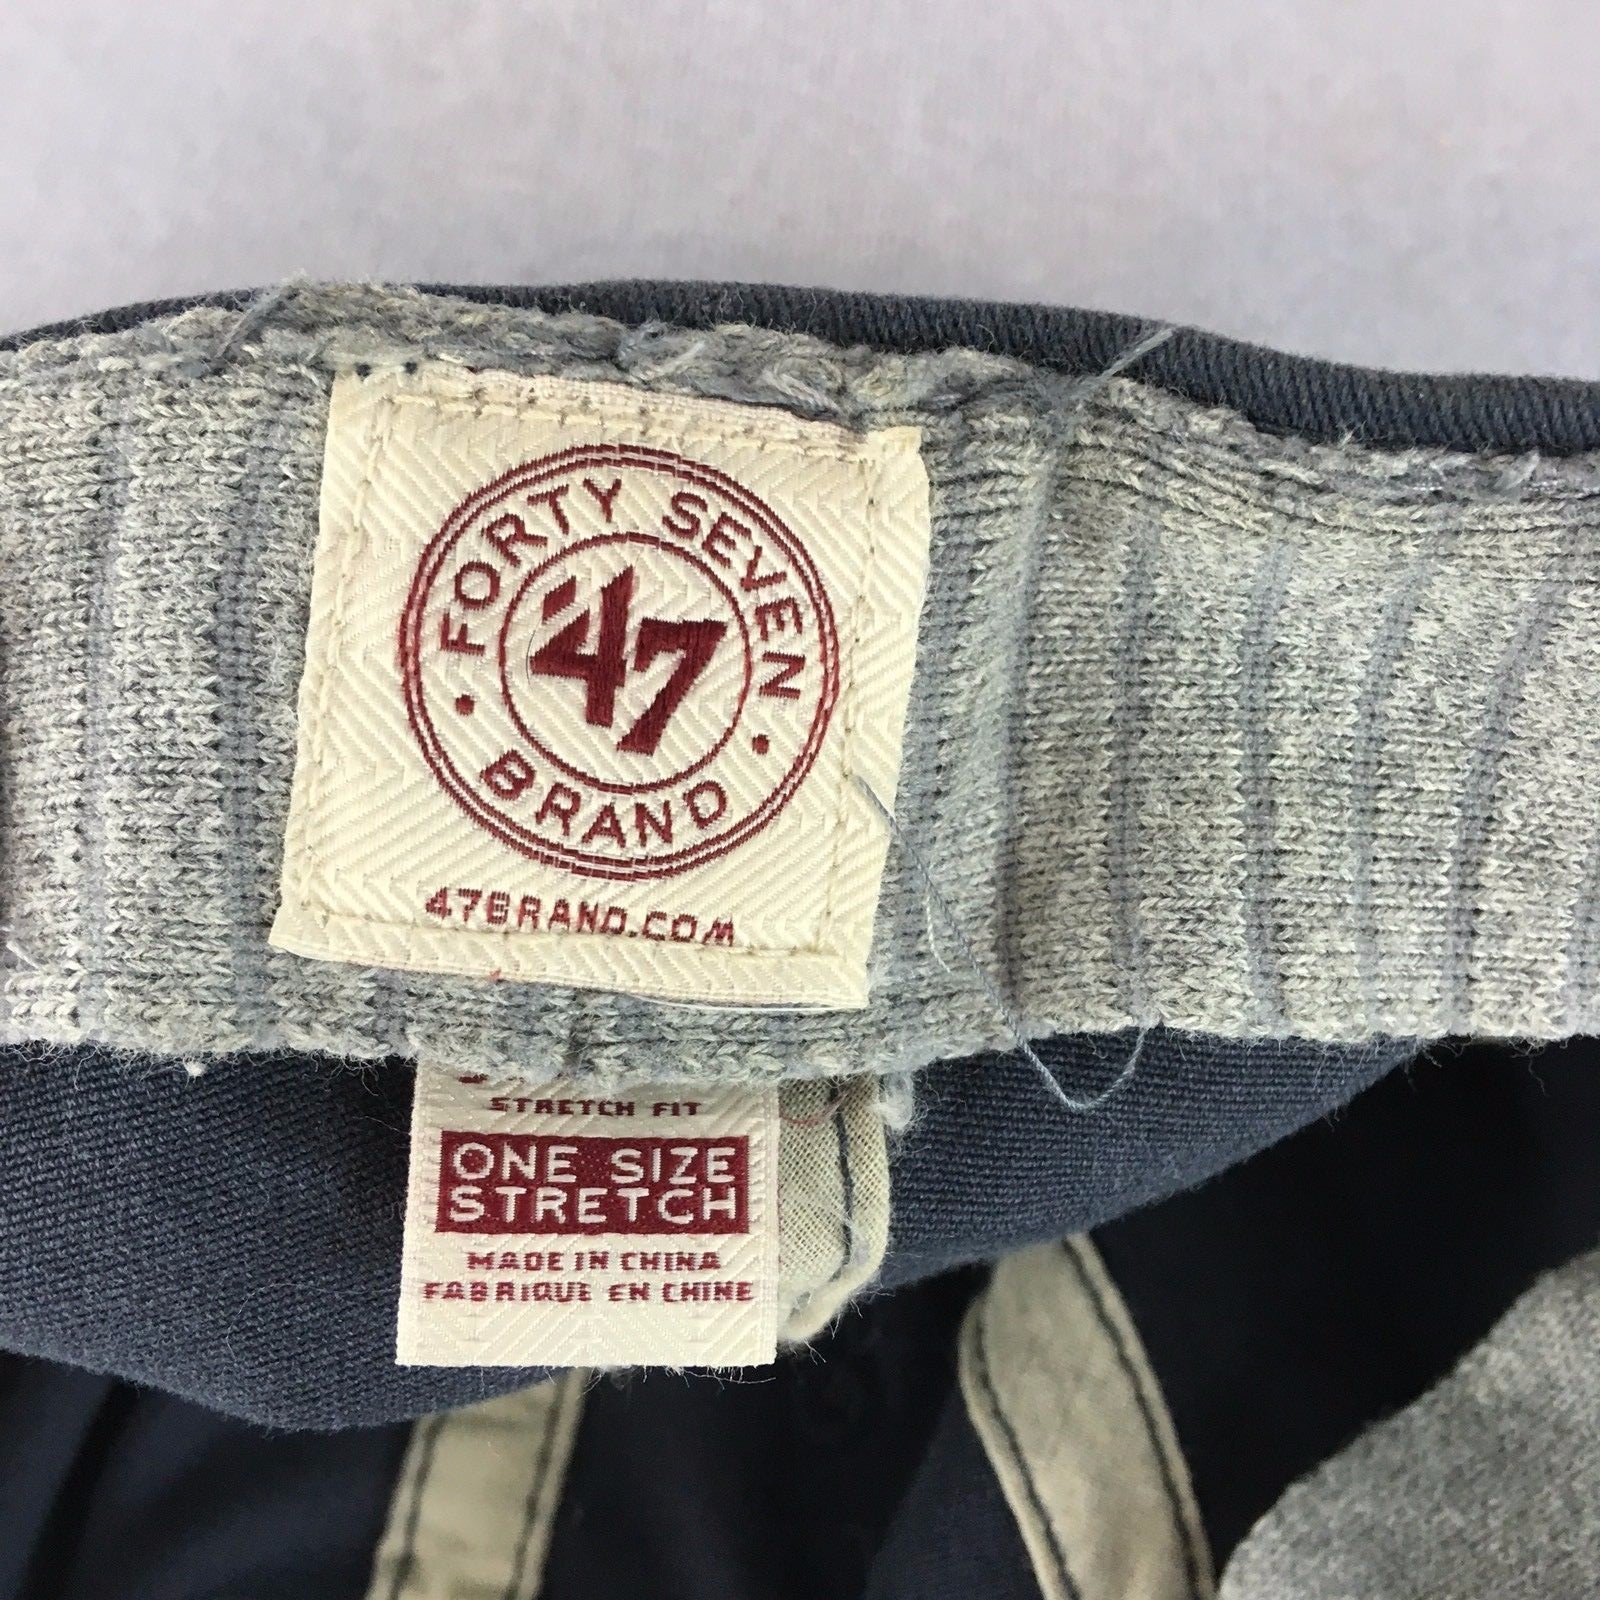 FORTY SEVEN
47
BRAND
47BRAND.COM
STRETCH FIT
ONE SIZE
STRETCH
MADE IN CHINA
FABRIQUE EN CHINE